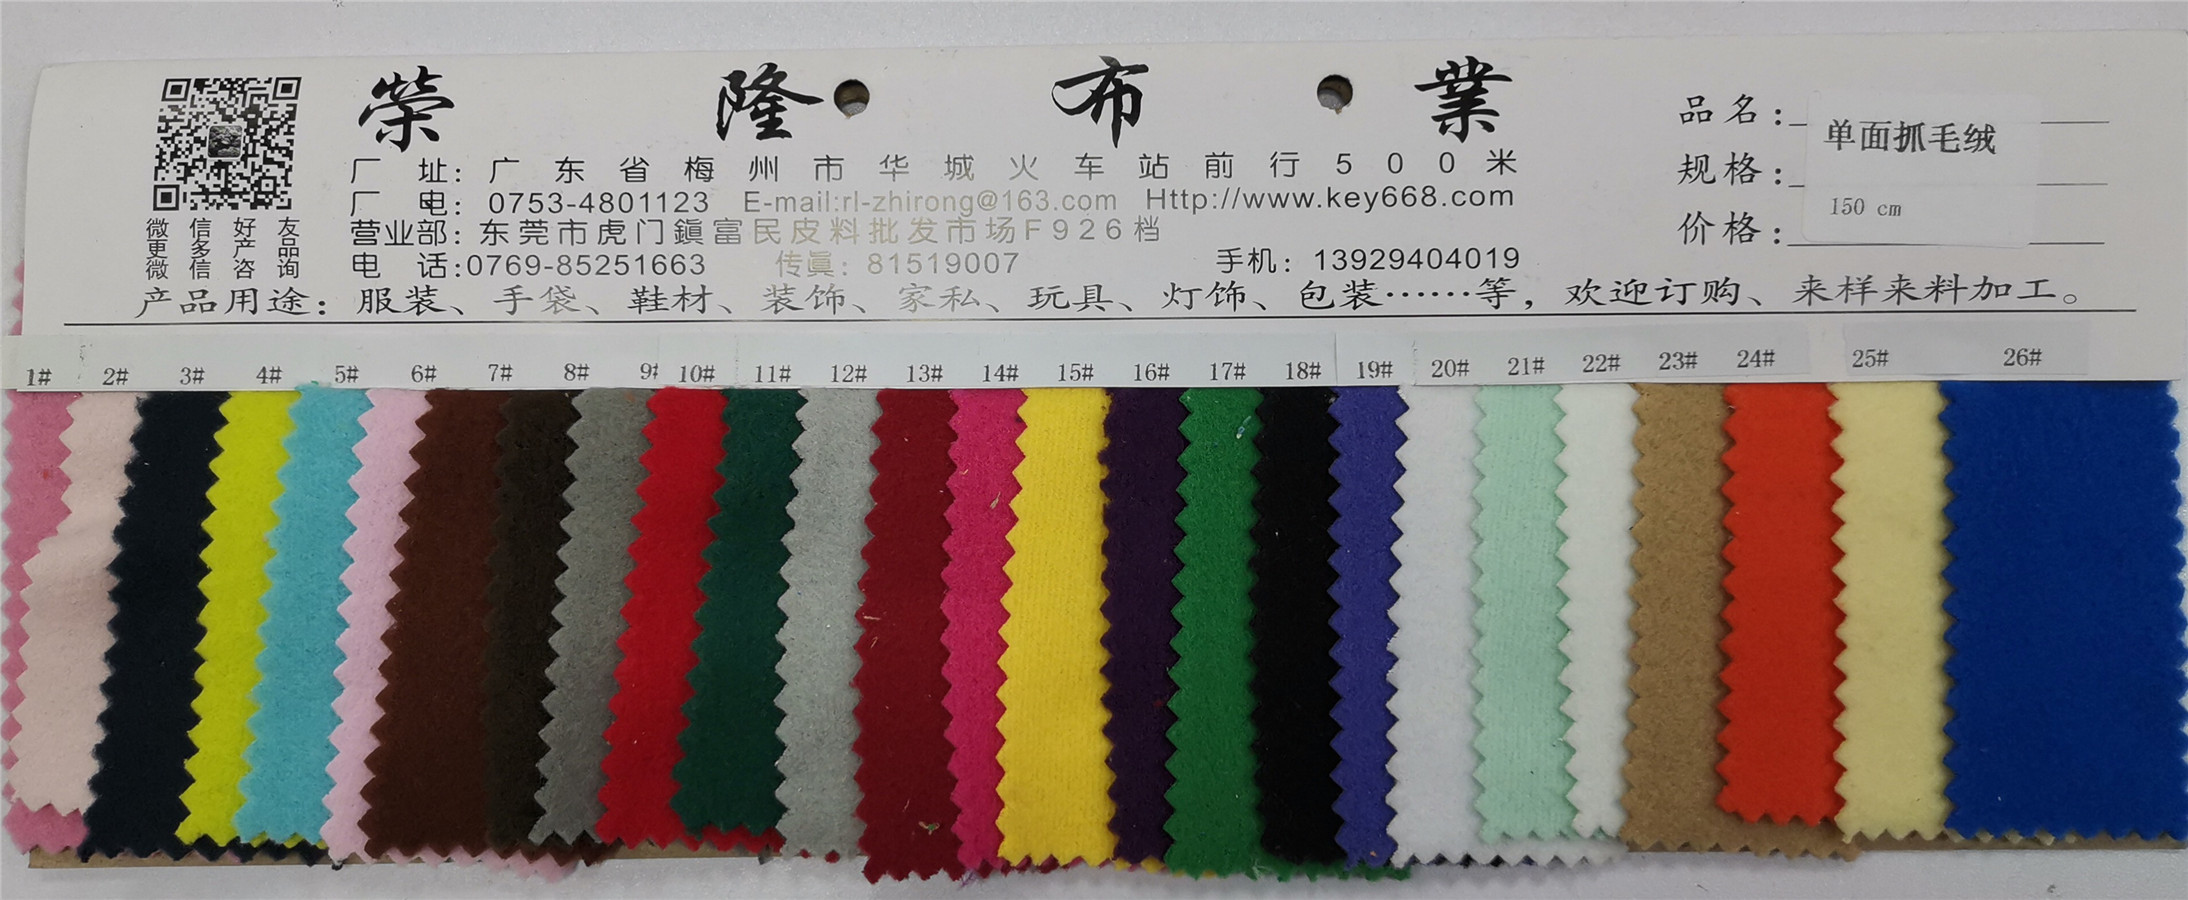 榮隆布業
厂址：广东省梅州市华城火车站前行500米
厂电：0753-4801123 E-mail:rl-zhirong@163.com Http://www.key668.com
营业部：东莞市虎门鎮富民皮料批发市场F926档
电话:0769-85251663 传眞：81519007 手机：13929404019
微信好友
更多产品
微信咨询
产品用途：服装、手袋、鞋材、装饰、家私、玩具、灯饰、包装……等，欢迎订购、来样来料加工。
品名：单面抓毛绒
规格：
150 cm
价格：
1# 2# 3# 4# 5# 6# 7# 8# 9# 10# 11# 12# 13# 14# 15# 16# 17# 18# 19# 20# 21# 22# 23# 24# 25# 26#